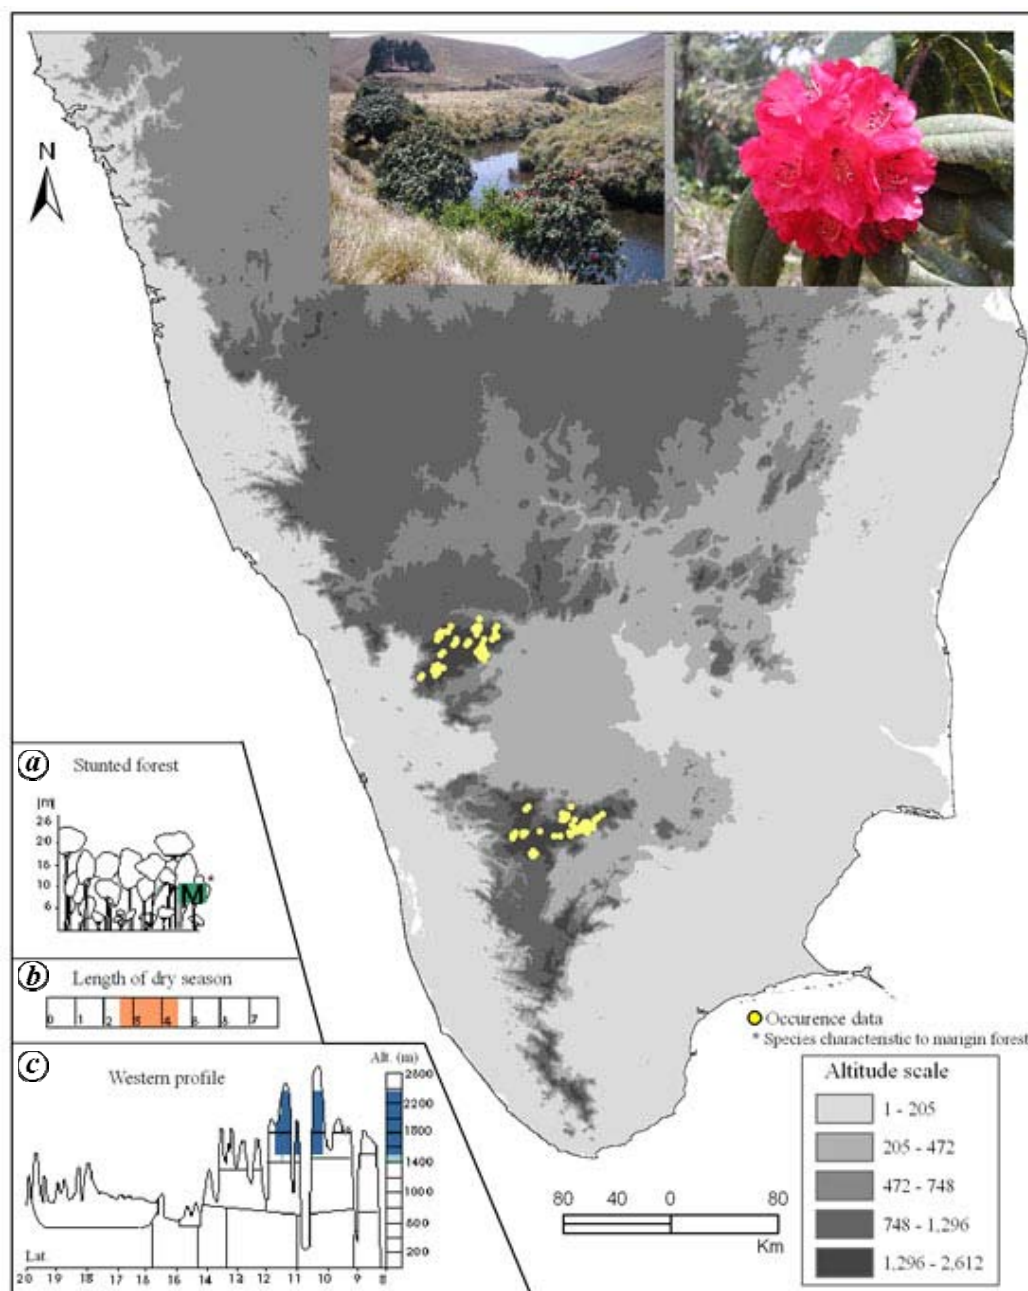 N
a Stunted forest
[m]
26
20
16
10
6
M *
b Length of dry season
0 1 2 3 4 5 7
c Western profile
Alt. (m)
2600
2200
1800
1400
1000
600
200
Lat.
20 19 18 17 16 15 14 13 12 11 10 9 8
Occurence data
* Species characteristic to marigin forest
80 40 0 80
Km
Altitude scale
1 - 205
205 - 472
472 - 748
748 - 1,296
1,296 - 2,612